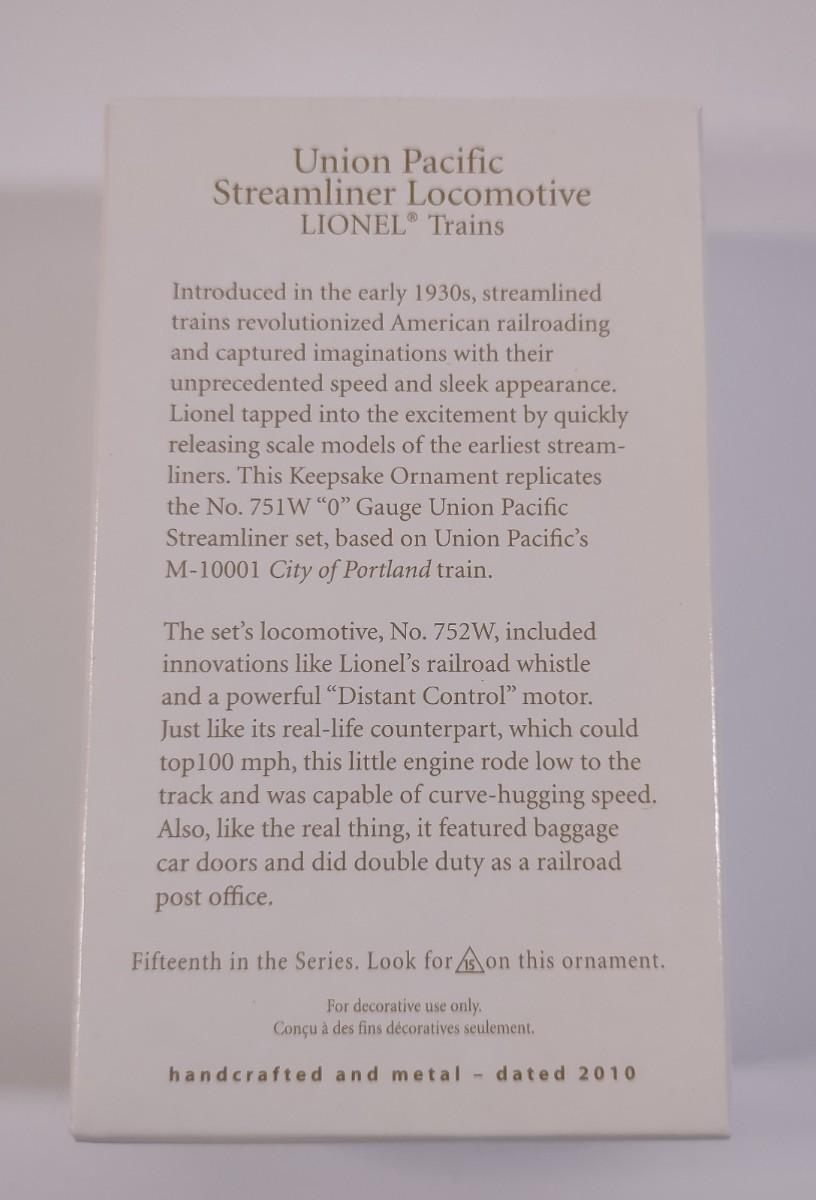 Union Pacific
Streamliner Locomotive
LIONEL® Trains
Introduced in the early 1930s, streamlined
trains revolutionized American railroading
and captured imaginations with their
unprecedented speed and sleek appearance.
Lionel tapped into the excitement by quickly
releasing scale models of the earliest stream-
liners. This Keepsake Ornament replicates
the No. 751W “0” Gauge Union Pacific
Streamliner set, based on Union Pacific’s
M-10001 City of Portland train.
The set’s locomotive, No. 752W, included
innovations like Lionel’s railroad whistle
and a powerful “Distant Control” motor.
Just like its real-life counterpart, which could
top100 mph, this little engine rode low to the
track and was capable of curve-hugging speed.
Also, like the real thing, it featured baggage
car doors and did double duty as a railroad
post office.
Fifteenth in the Series. Look for 15 on this ornament.
For decorative use only.
Conçu à des fins décoratives seulement.
handcrafted and metal – dated 2010